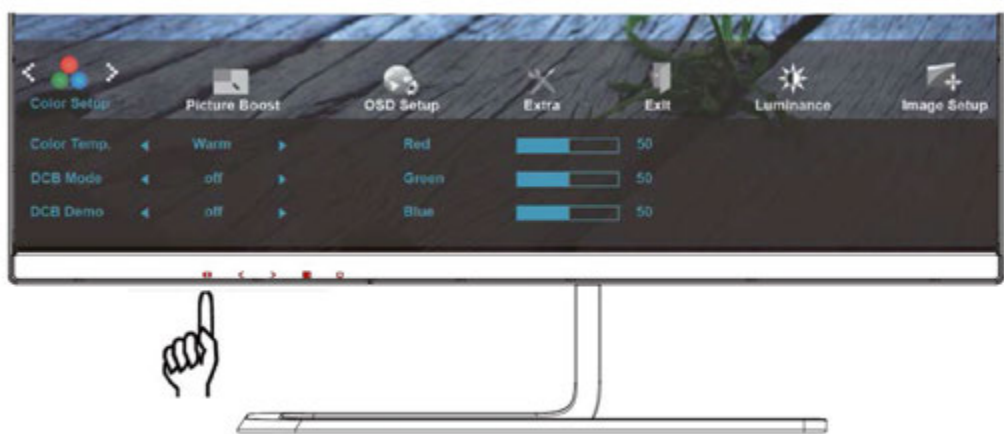 Color Setup
Picture Boost
OSD Setup
Extra
Exit
Luminance
Image Setup
Color Temp. Warm Red 50
DCB Mode off Green 50
DCB Demo off Blue 50